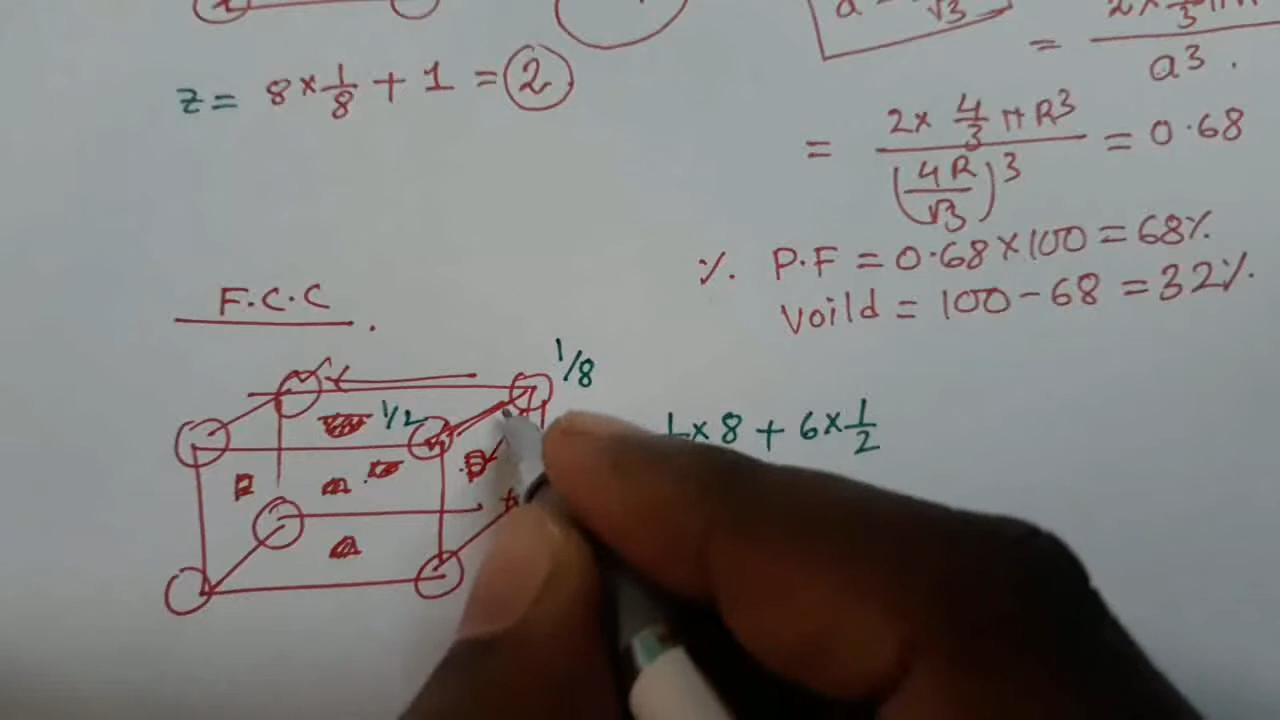 z = 8 × 1/8 + 1 = 2
a³.
= 2 × 4/3 πR³ / (4R/√3)³ = 0.68
% P.F = 0.68 × 100 = 68%
Voild = 100 - 68 = 32%
F.C.C.
1/8
1/2
× 8 + 6 × 1/2